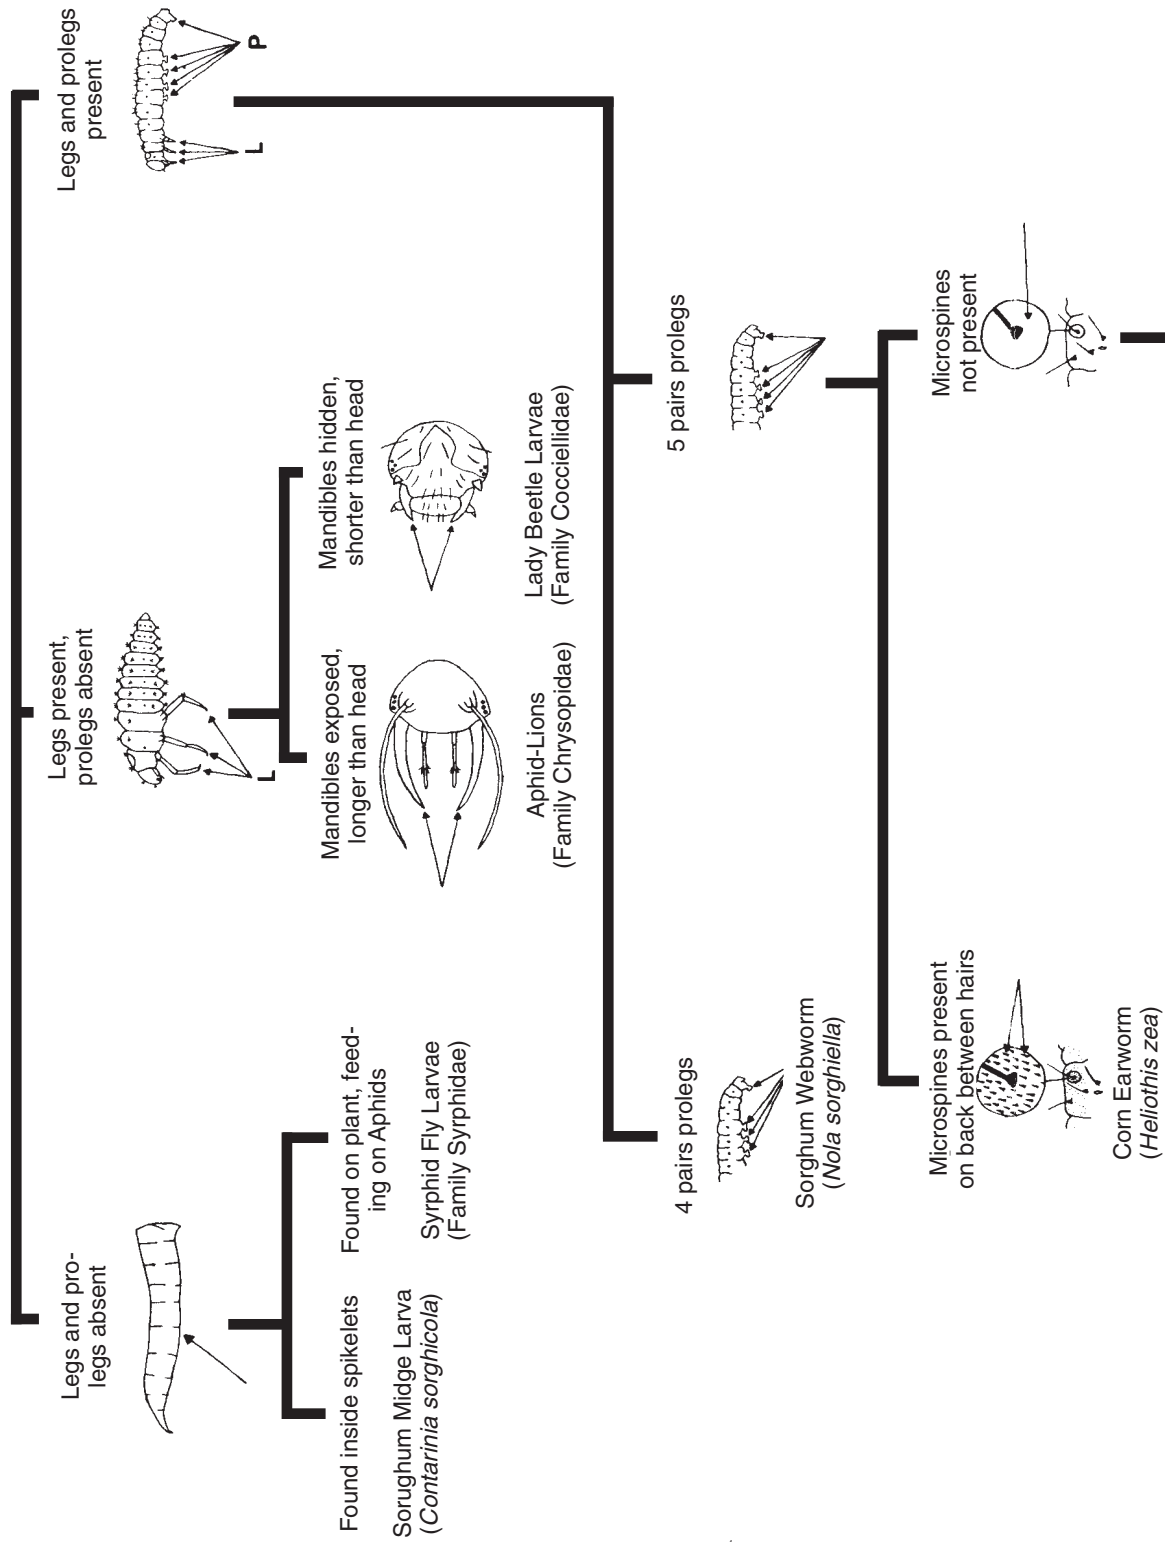 Legs and pro-
legs absent
Legs present,
prolegs absent
L
Legs and prolegs
present
L
P
Found inside spikelets
Sorughum Midge Larva
(Contarinia sorghicola)
Found on plant, feed-
ing on Aphids
Syrphid Fly Larvae
(Family Syrphidae)
Mandibles exposed,
longer than head
Aphid-Lions
(Family Chrysopidae)
Mandibles hidden,
shorter than head
Lady Beetle Larvae
(Family Cocciellidae)
4 pairs prolegs
Sorghum Webworm
(Nola sorghiella)
5 pairs prolegs
Microspines present
on back between hairs
Corn Earworm
(Heliothis zea)
Microspines
not present